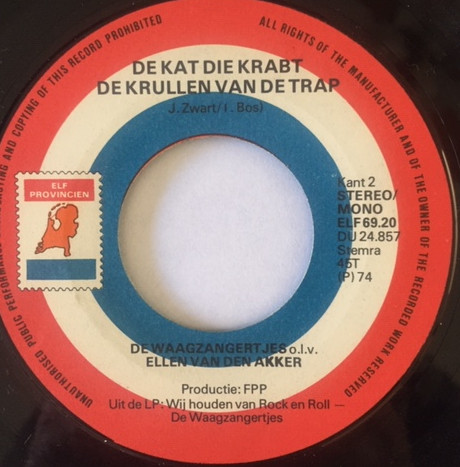 DE KAT DIE KRABT
DE KRULLEN VAN DE TRAP
J. Zwart/I. Bos)
ELF
PROVINCIEN
Kant 2
STEREO/
MONO
ELF 69.20
DU 24.857
Stemra
45T
(P) 74
DE WAAGZANGERTJES o.l.v.
ELLEN VAN DEN AKKER
Productie: FPP
Uit de LP: Wij houden van Rock en Roll —
De Waagzangertjes
ALL RIGHTS OF THE MANUFACTURER AND OF THE OWNER OF THE RECORDED WORK RESERVED
UNAUTHORISED PUBLIC PERFORMANCE AND COPYING OF THIS RECORD PROHIBITED